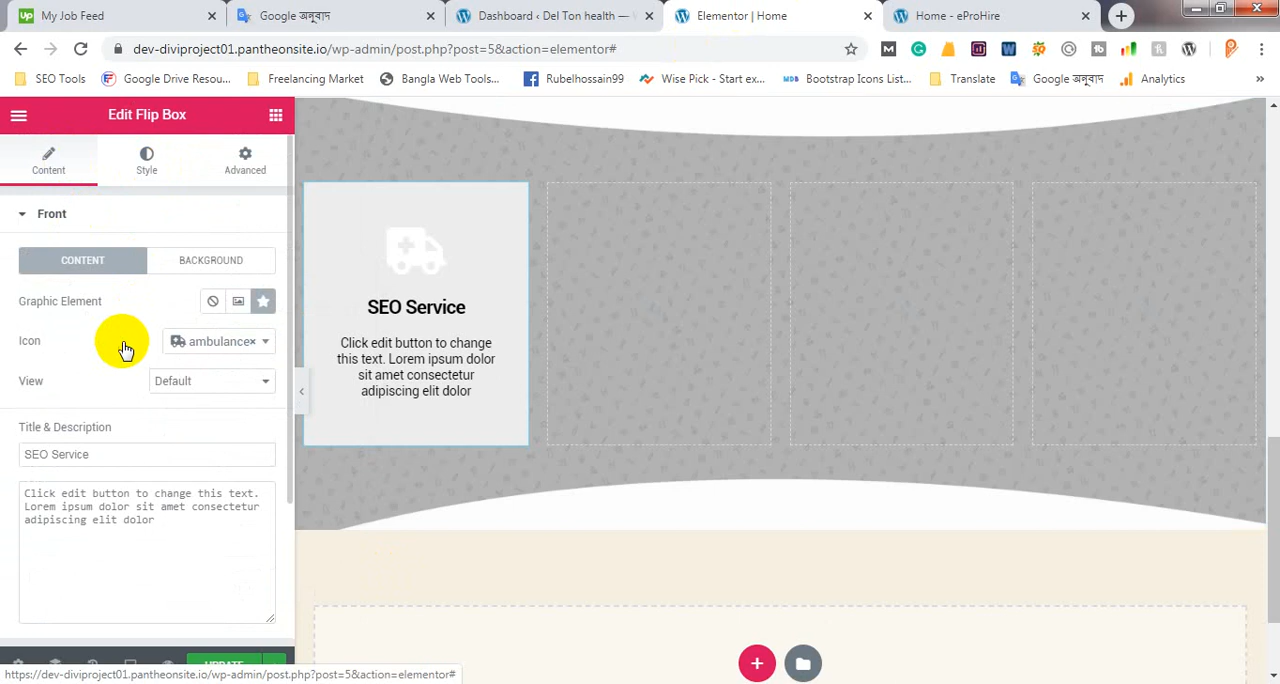 My Job Feed
Google অনুবাদ
Dashboard ‹ Del Ton health —
Elementor | Home
Home - eProHire
dev-diviproject01.pantheonsite.io/wp-admin/post.php?post=5&action=elementor#
SEO Tools
Google Drive Resou...
Freelancing Market
Bangla Web Tools...
Rubelhossain99
Wise Pick - Start ex...
Bootstrap Icons List...
Translate
Google অনুবাদ
Analytics
»
Edit Flip Box
Content
Style
Advanced
Front
CONTENT
BACKGROUND
Graphic Element
Icon
ambulance×
View
Default
Title & Description
SEO Service
Click edit button to change this text.
Lorem ipsum dolor sit amet consectetur
adipiscing elit dolor
UPDATE
SEO Service
Click edit button to change
this text. Lorem ipsum dolor
sit amet consectetur
adipiscing elit dolor
https://dev-diviproject01.pantheonsite.io/wp-admin/post.php?post=5&action=elementor#